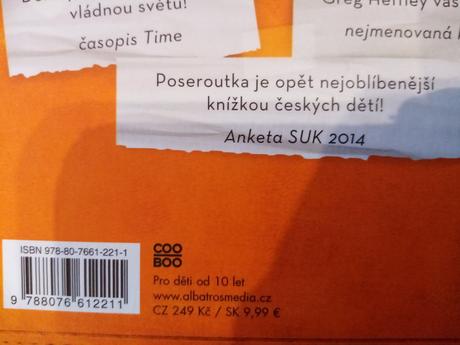 vládnou světu!
časopis Time
Greg Heffley
nejmenovaná
Poseroutka je opět nejoblíbenější
knížkou českých dětí!
Anketa SUK 2014
ISBN 978-80-7661-221-1
9 788076 612211
COO
BOO
Pro děti od 10 let
www.albatrosmedia.cz
CZ 249 Kč / SK 9,99 €